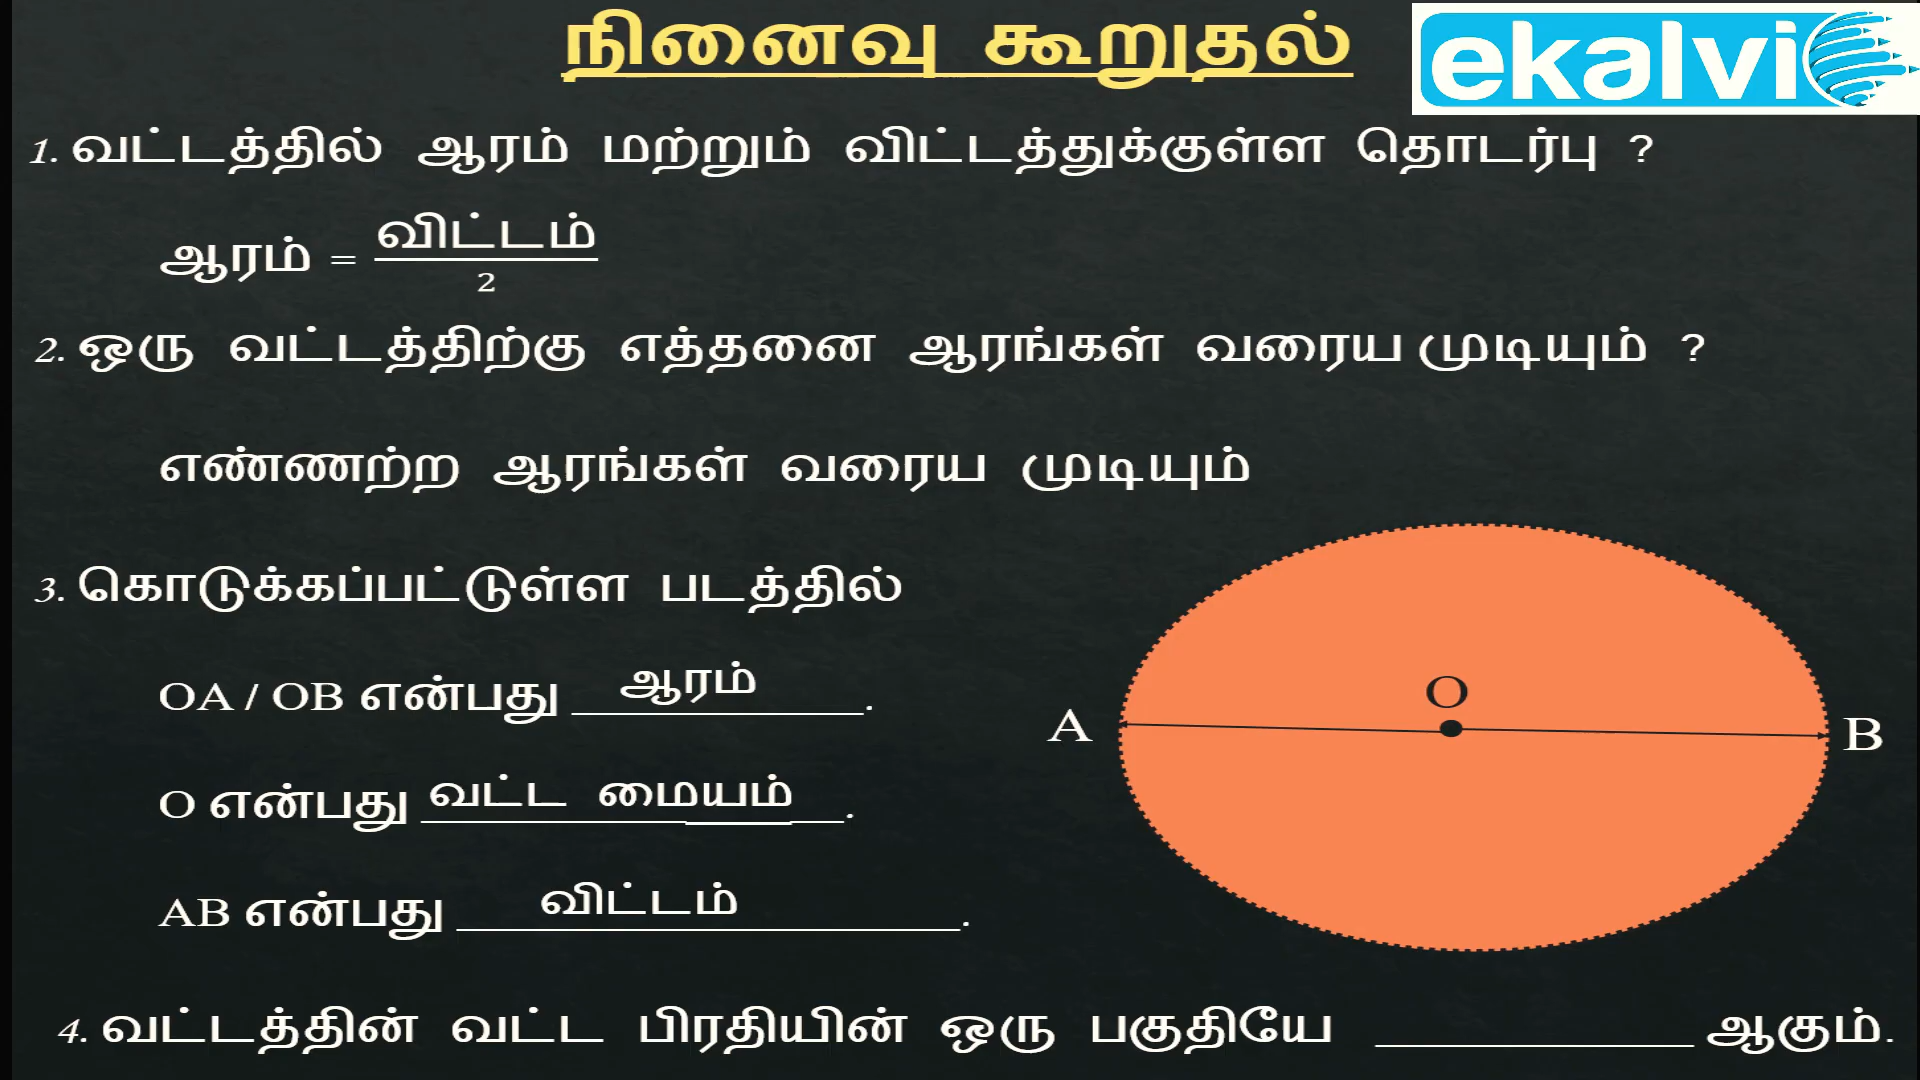 நினைவு கூறுதல்
ekalvi
1. வட்டத்தில் ஆரம் மற்றும் விட்டத்துக்குள்ள தொடர்பு ?
ஆரம் = விட்டம்
2
2. ஒரு வட்டத்திற்கு எத்தனை ஆரங்கள் வரைய முடியும் ?
எண்ணற்ற ஆரங்கள் வரைய முடியும்
3. கொடுக்கப்பட்டுள்ள படத்தில்
OA / OB என்பது ஆரம்.
O என்பது வட்ட மையம்.
AB என்பது விட்டம்.
O
A
B
4. வட்டத்தின் வட்ட பிரதியின் ஒரு பகுதியே ____________ ஆகும்.